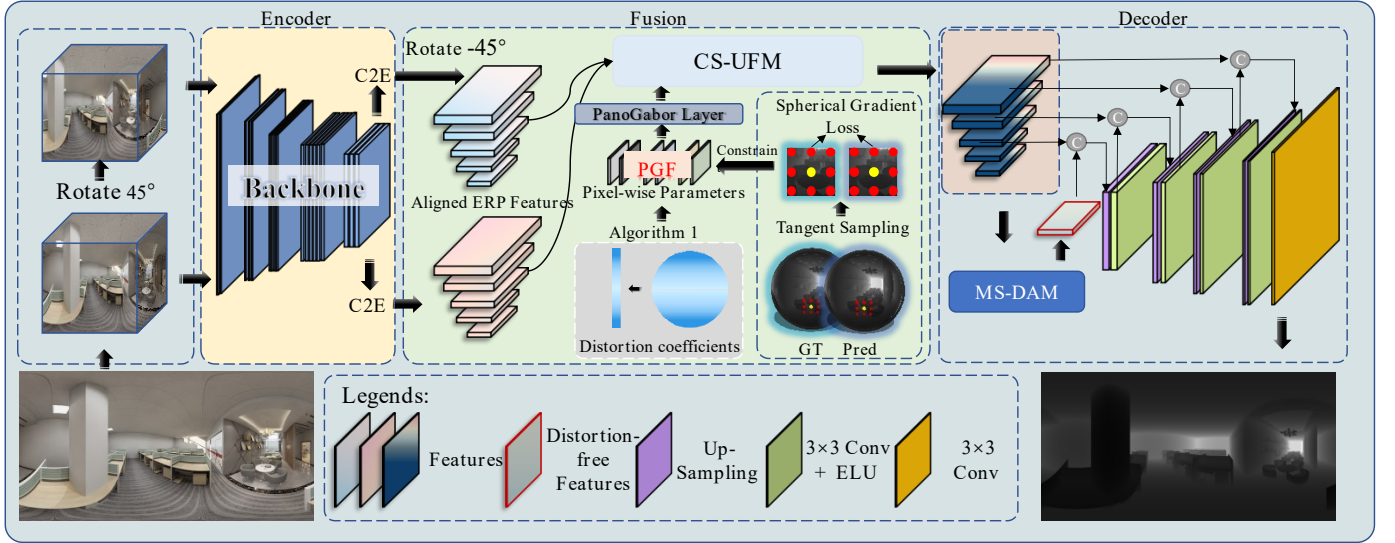 Encoder
Fusion
Decoder
Rotate 45°
C2E
Backbone
C2E
Rotate -45°
Aligned ERP Features
CS-UFM
PanoGabor Layer
PGF
Pixel-wise Parameters
Algorithm 1
Distortion coefficients
Constrain
Spherical Gradient
Loss
Tangent Sampling
GT
Pred
C
C
C
C
MS-DAM
Legends:
Features
Distortion-
free
Features
Up-
Sampling
3×3 Conv
+ ELU
3×3
Conv